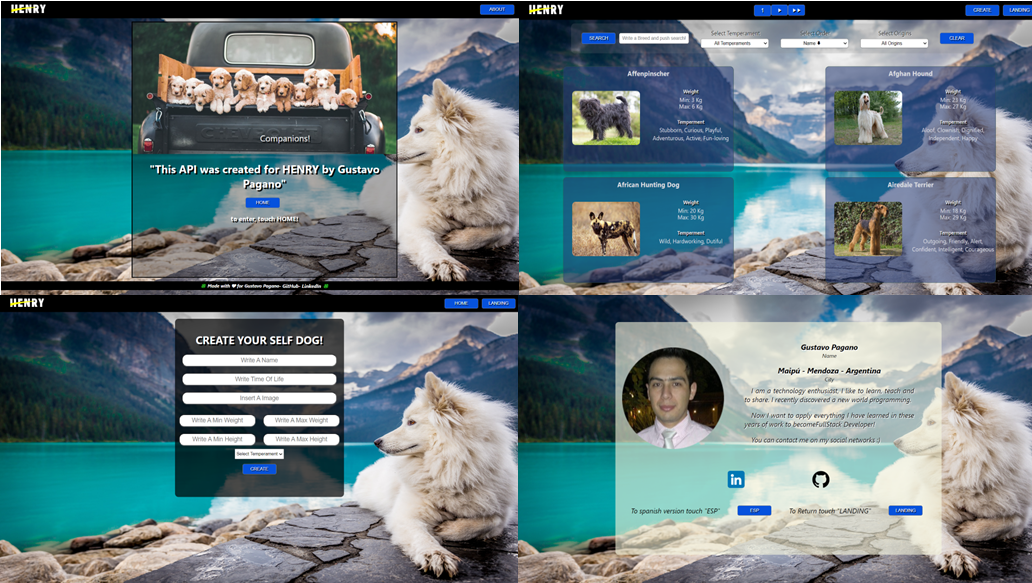 HENRY
ABOUT
Companions!
"This API was created for HENRY by Gustavo
Pagano"
HOME
to enter, touch HOME!
Made with ❤ for Gustavo Pagano- GitHub- Linkedin
HENRY
1
CREATE
LANDING
SEARCH
Write a Breed and push search!
Select Temperament
All Temperaments
Select Order
Name
Select Origins
All Origins
CLEAR
Affenpinscher
Weight
Min: 3 Kg
Max: 6 Kg
Temperment
Stubborn, Curious, Playful,
Adventurous, Active, Fun-loving
Afghan Hound
Weight
Min: 23 Kg
Max: 27 Kg
Temperment
Aloof, Clownish, Dignified,
Independent, Happy
African Hunting Dog
Weight
Min: 20 Kg
Max: 30 Kg
Temperment
Wild, Hardworking, Dutiful
Airedale Terrier
Weight
Min: 18 Kg
Max: 29 Kg
Temperment
Outgoing, Friendly, Alert,
Confident, Intelligent, Courageous
HENRY
HOME
LANDING
CREATE YOUR SELF DOG!
Write A Name
Write Time Of Life
Insert A Image
Write A Min Weight
Write A Max Weight
Write A Min Height
Write A Max Height
Select Temperement
CREATE
Gustavo Pagano
Name
Maipú - Mendoza - Argentina
City
I am a technology enthusiast, I like to learn, teach and
to share. I recently discovered a new world programming.
Now I want to apply everything I have learned in these
years of work to becomeFullStack Developer!
You can contact me on my social networks :)
in
To spanish version touch "ESP"
ESP
To Return touch "LANDING"
LANDING